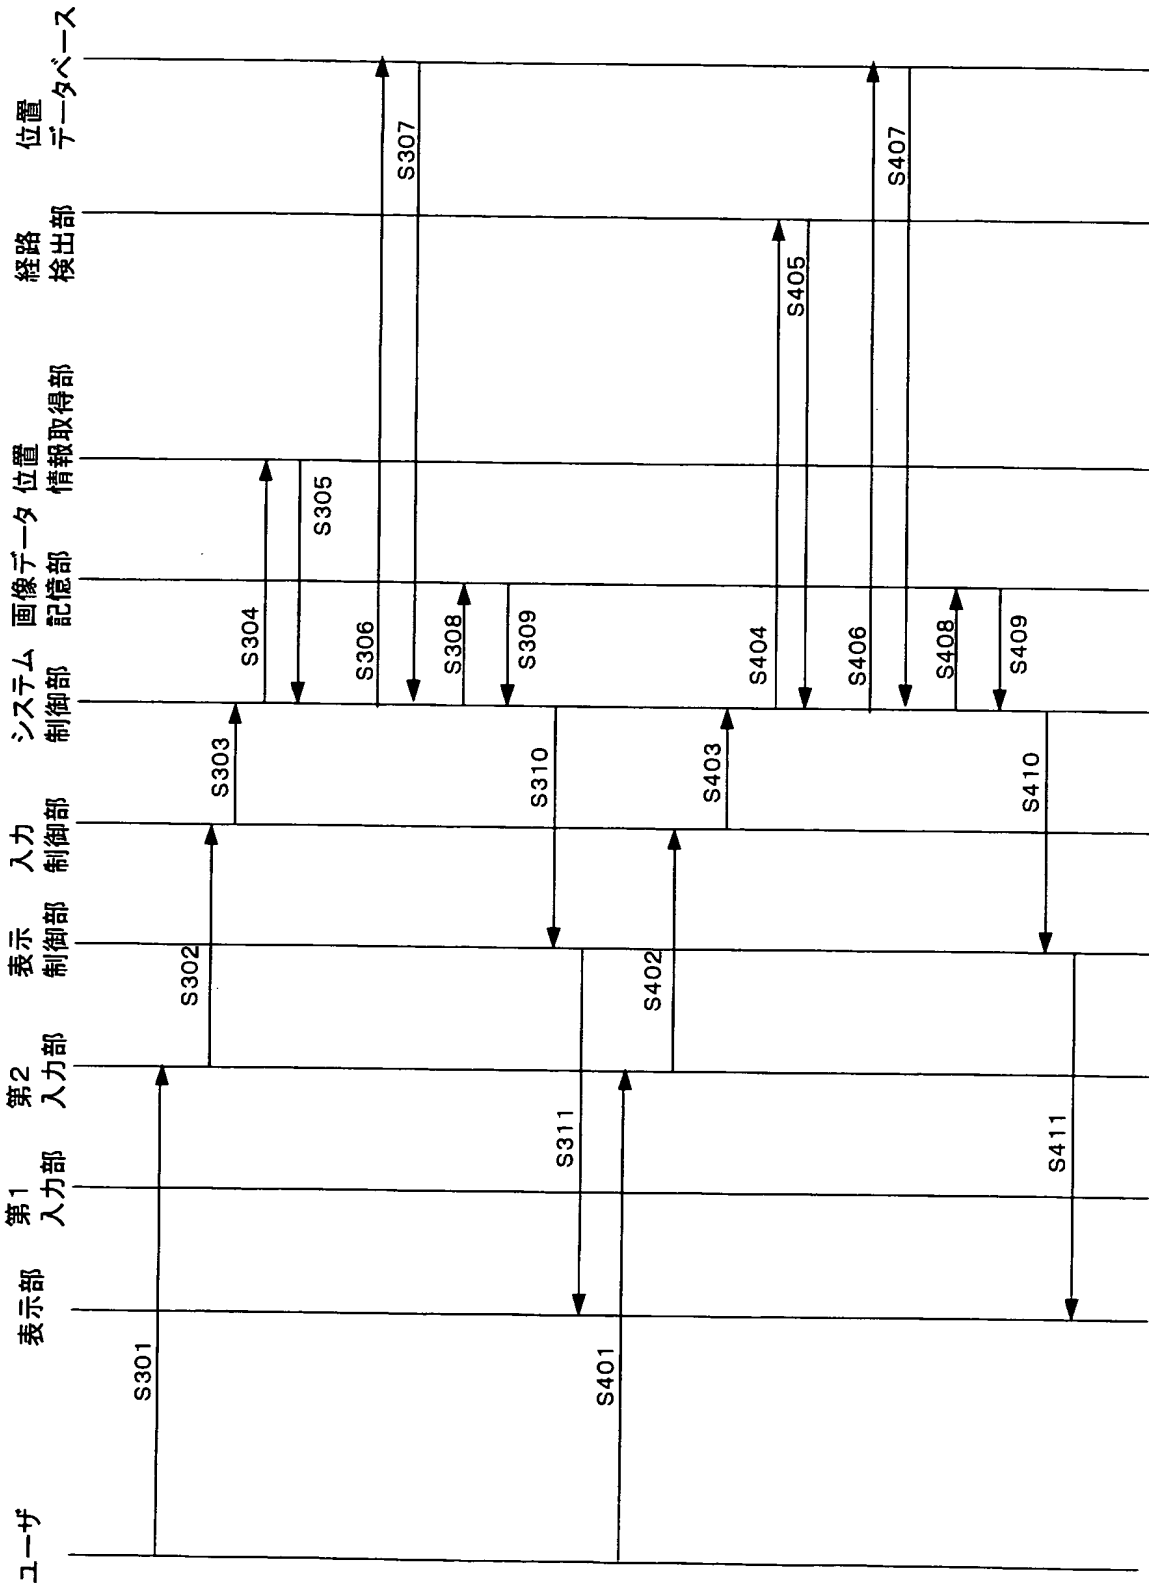 ユーザ
表示部
第1
入力部
第2
入力部
表示
制御部
入力
制御部
システム
制御部
画像データ
記憶部
位置
情報取得部
経路
検出部
位置
データベース
S301
S302
S303
S304
S305
S306
S307
S308
S309
S310
S311
S401
S402
S403
S404
S405
S406
S407
S408
S409
S410
S411